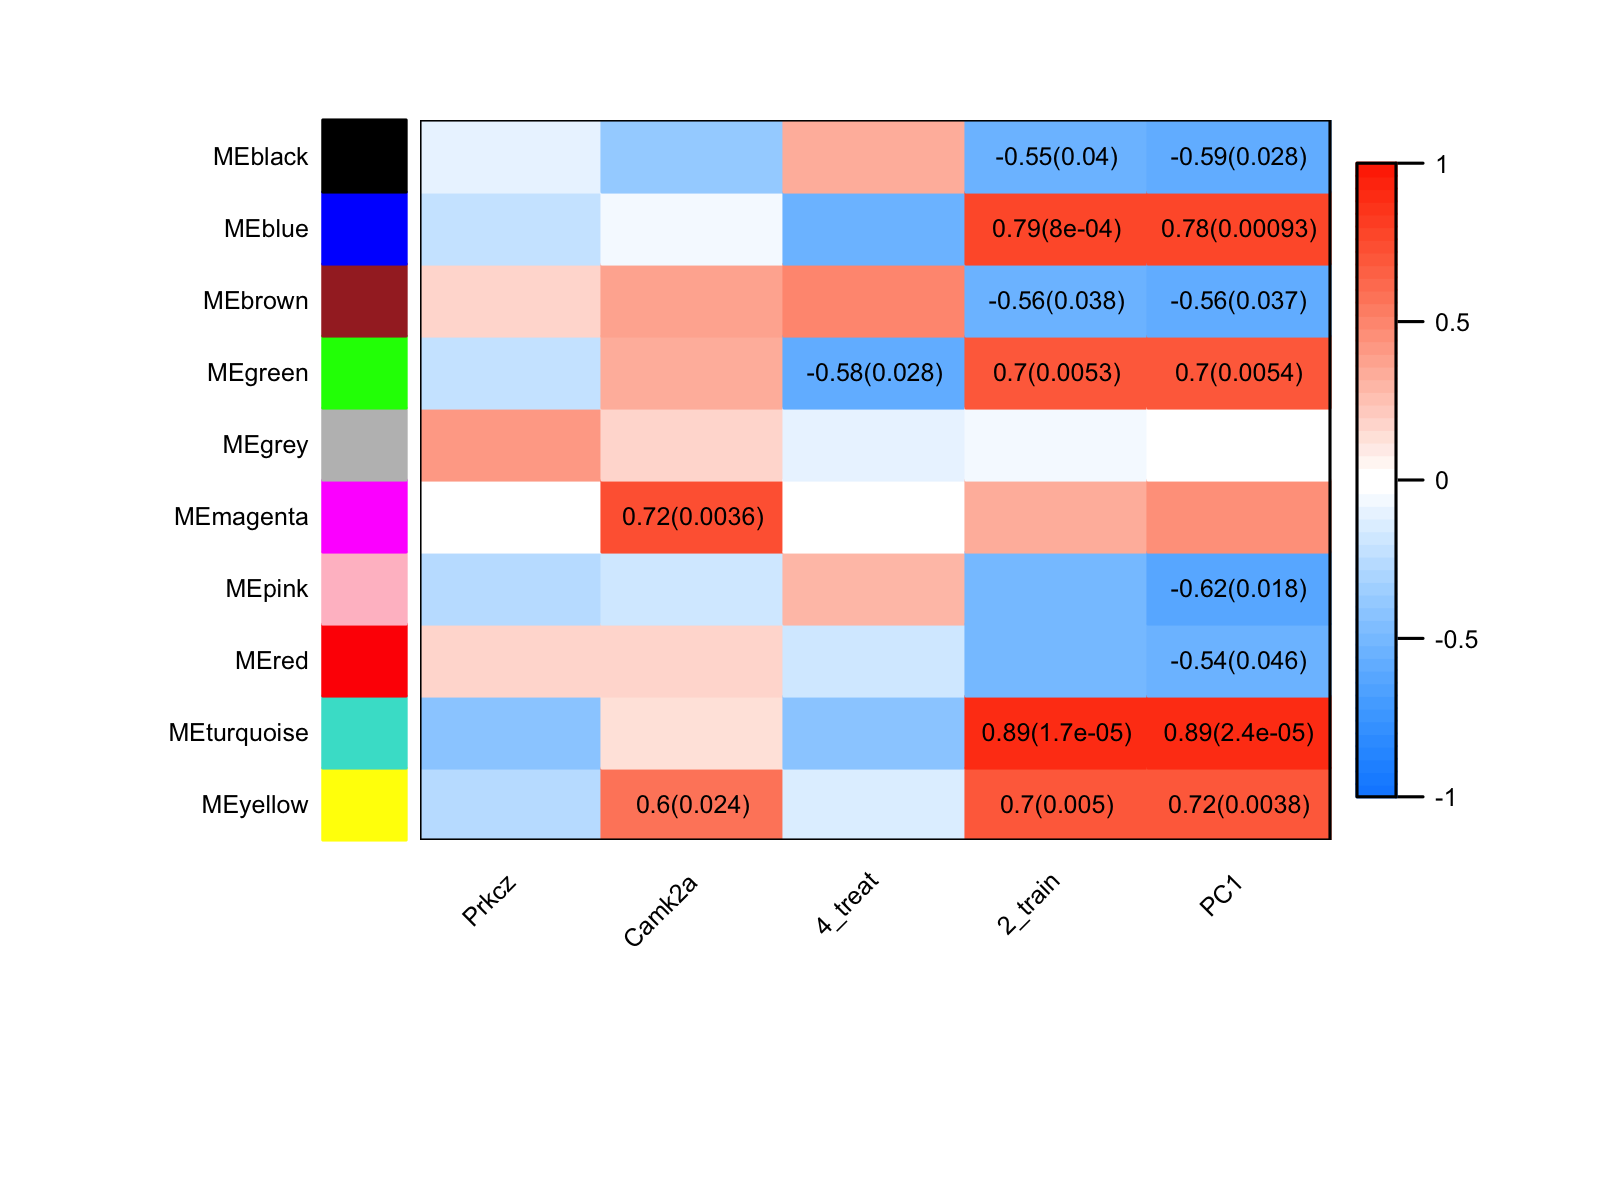 MEblack -0.55(0.04) -0.59(0.028)
MEblue 0.79(8e-04) 0.78(0.00093)
MEbrown -0.56(0.038) -0.56(0.037)
MEgreen -0.58(0.028) 0.7(0.0053) 0.7(0.0054)
MEgrey
MEmagenta 0.72(0.0036)
MEpink -0.62(0.018)
MEred -0.54(0.046)
MEturquoise 0.89(1.7e-05) 0.89(2.4e-05)
MEyellow 0.6(0.024) 0.7(0.005) 0.72(0.0038)
Prkcz Camk2a 4_treat 2_train PC1
1
0.5
0
-0.5
-1